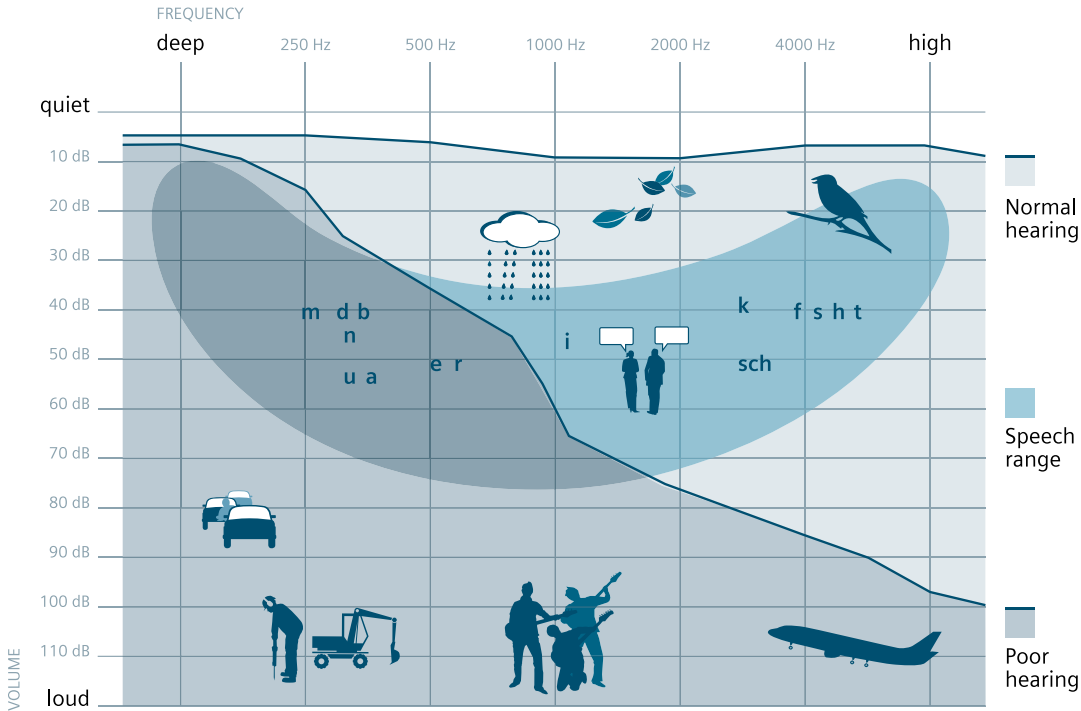 FREQUENCY
deep 250 Hz 500 Hz 1000 Hz 2000 Hz 4000 Hz high
quiet
10 dB
20 dB
30 dB
40 dB
50 dB
60 dB
70 dB
80 dB
90 dB
100 dB
110 dB
loud
VOLUME
m d b
n
u a
e r
i
k
f s h t
sch
Normal
hearing
Speech
range
Poor
hearing